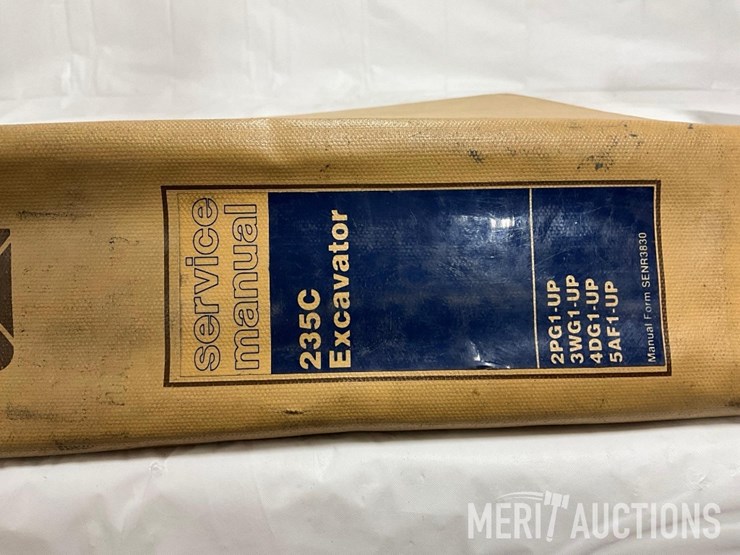 service
manual
235C
Excavator
2PG1-UP
3WG1-UP
4DG1-UP
5AF1-UP
Manual Form SENR3830
MERIT AUCTIONS